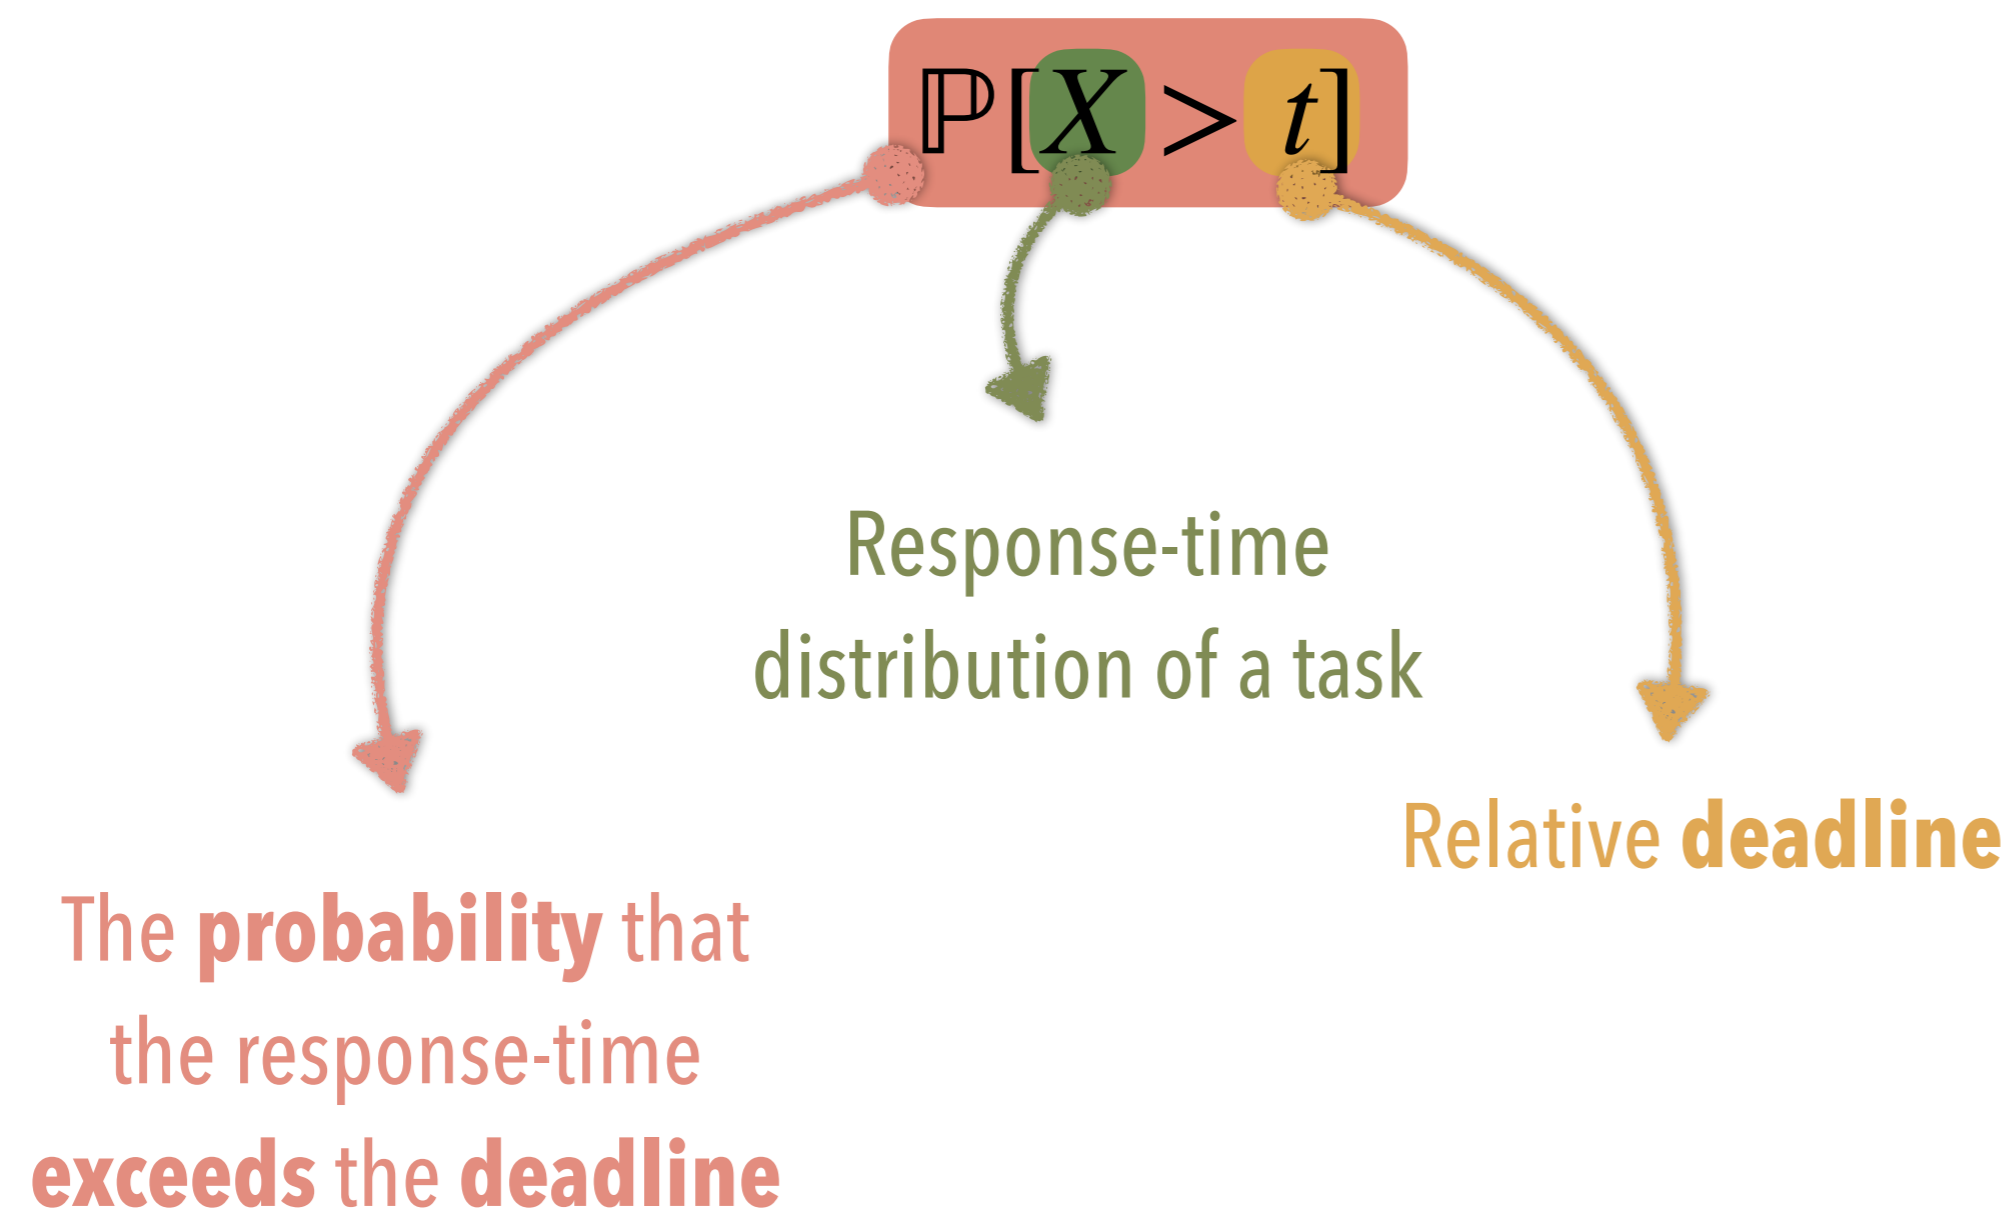 ℙ[X > t]
Response-time
distribution of a task
Relative deadline
The probability that
the response-time
exceeds the deadline